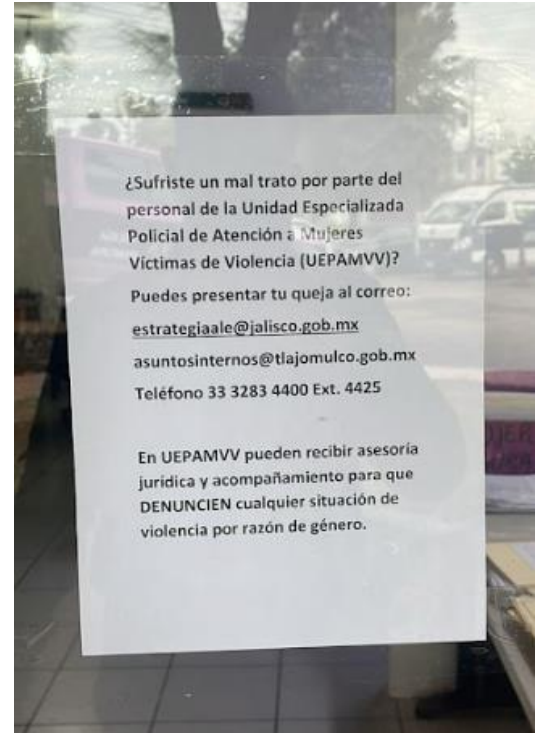 ¿Sufriste un mal trato por parte del
personal de la Unidad Especializada
Policial de Atención a Mujeres
Víctimas de Violencia (UEPAMVV)?
Puedes presentar tu queja al correo:
estrategiaale@jalisco.gob.mx
asuntosinternos@tlajomulco.gob.mx
Teléfono 33 3283 4400 Ext. 4425
En UEPAMVV pueden recibir asesoría
jurídica y acompañamiento para que
DENUNCIEN cualquier situación de
violencia por razón de género.